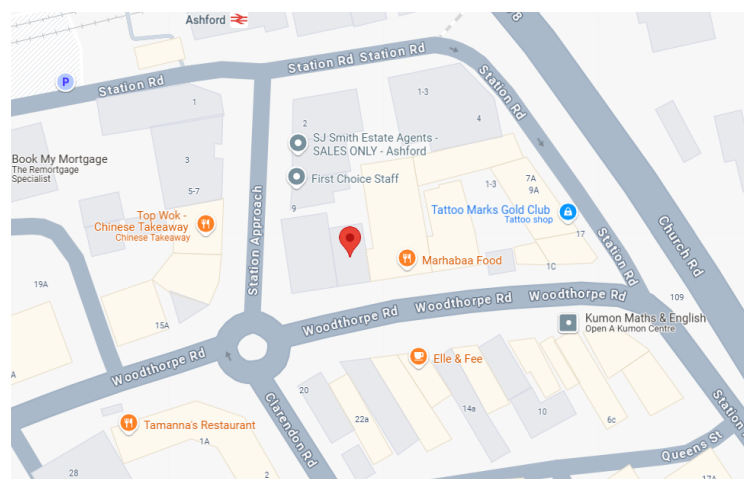 Ashford
Station Rd
Station Rd
Station Rd
P
Station Rd
1
1-3
2
4
Station Rd
SJ Smith Estate Agents -
SALES ONLY - Ashford
Book My Mortgage
The Remortgage
Specialist
3
First Choice Staff
1-3
7A
9A
5-7
9
Tattoo Marks Gold Club
Tattoo shop
Top Wok -
Chinese Takeaway
Chinese Takeaway
17
Station Approach
Church Rd
Station Rd
Marhabaa Food
1C
19A
Woodthorpe Rd
Woodthorpe Rd
Woodthorpe Rd
109
Kumon Maths & English
Open A Kumon Centre
15A
Woodthorpe Rd
Elle & Fee
A
20
Clarendon Rd
22a
14a
10
6c
Station
Tamanna's Restaurant
1A
Queens St
28
2
17A